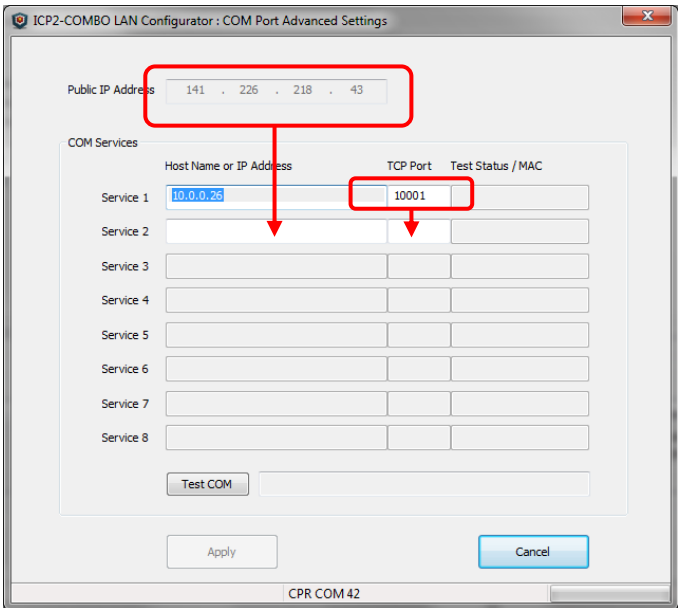 ICP2-COMBO LAN Configurator : COM Port Advanced Settings
Public IP Address 141 . 226 . 218 . 43
COM Services
Host Name or IP Address TCP Port Test Status / MAC
Service 1 10.0.0.26 10001
Service 2
Service 3
Service 4
Service 5
Service 6
Service 7
Service 8
Test COM
Apply Cancel
CPR COM 42